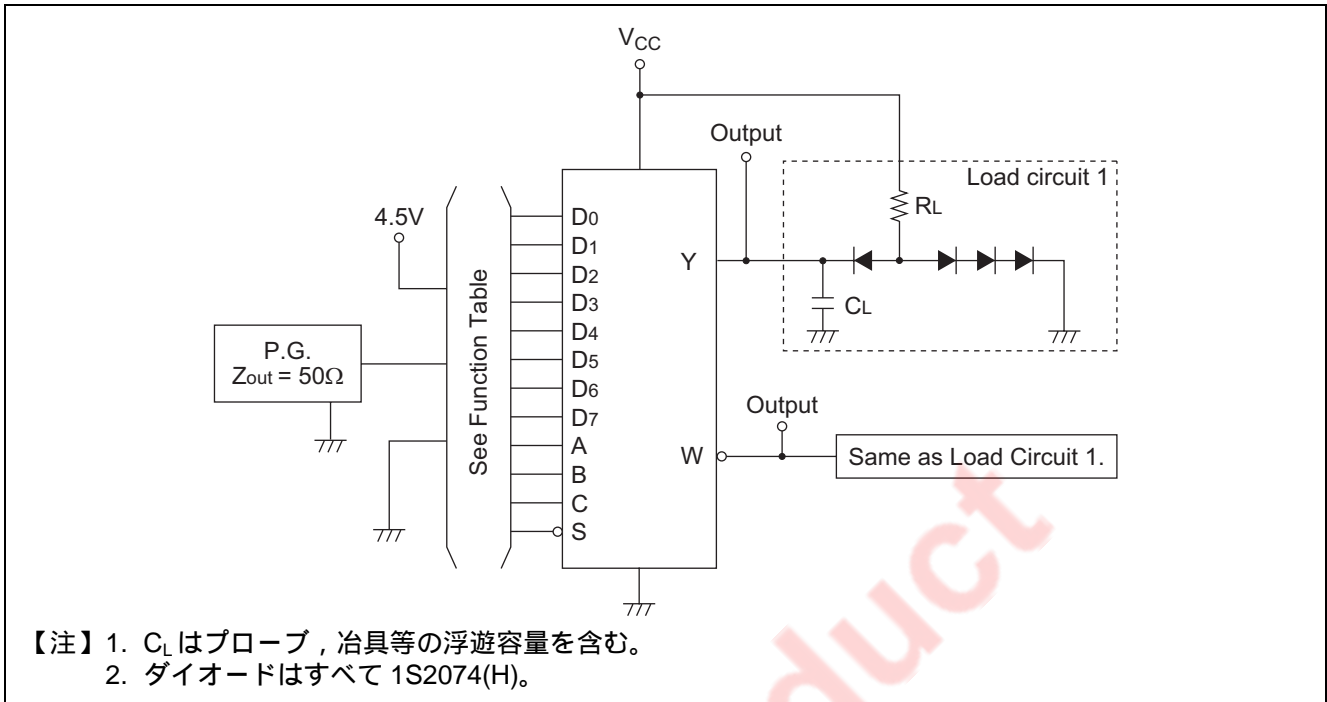 VCC
Output
Load circuit 1
RL
4.5V
D0
D1
D2
D3
D4
D5
D6
D7
A
B
C
S
Y
CL
See Function Table
P.G.
Zout = 50Ω
Output
W
Same as Load Circuit 1.
【注】1. CLはプローブ，冶具等の浮遊容量を含む。
2. ダイオードはすべて 1S2074(H)。
duct